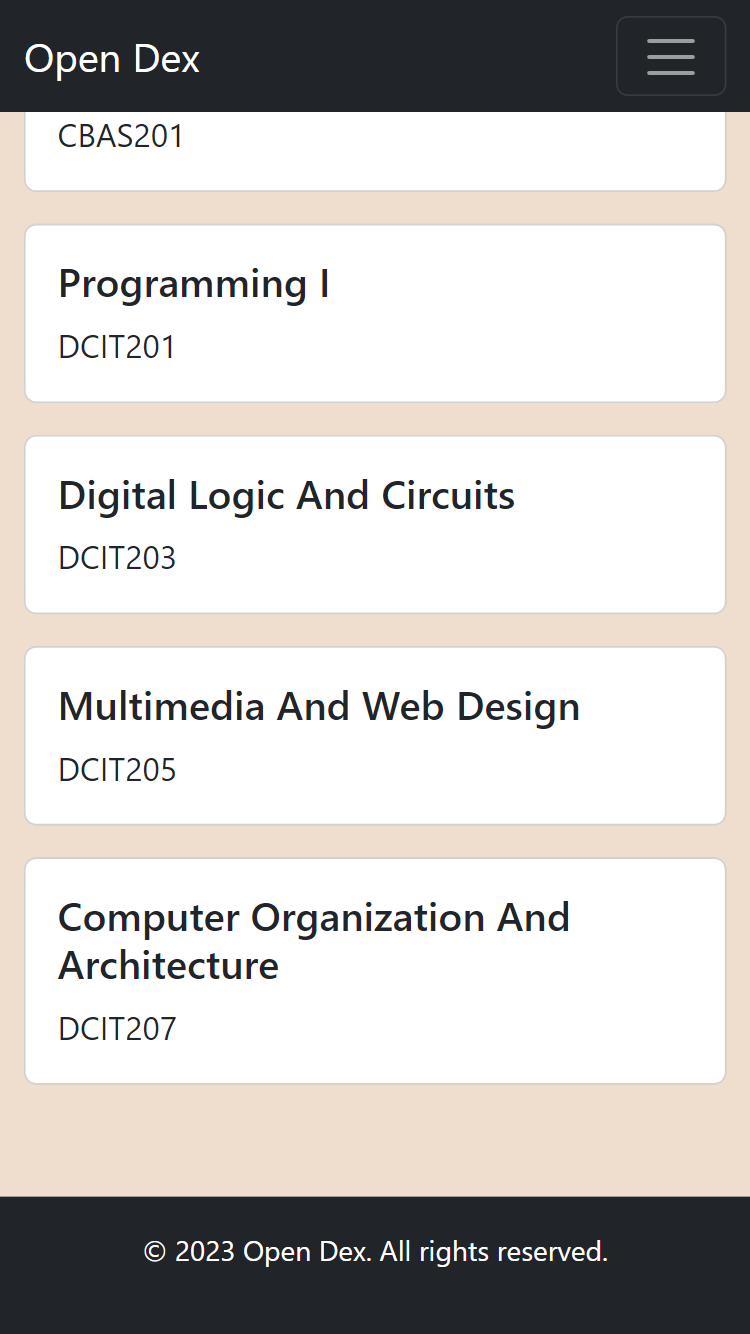 Open Dex
CBAS201
Programming I
DCIT201
Digital Logic And Circuits
DCIT203
Multimedia And Web Design
DCIT205
Computer Organization And
Architecture
DCIT207
© 2023 Open Dex. All rights reserved.